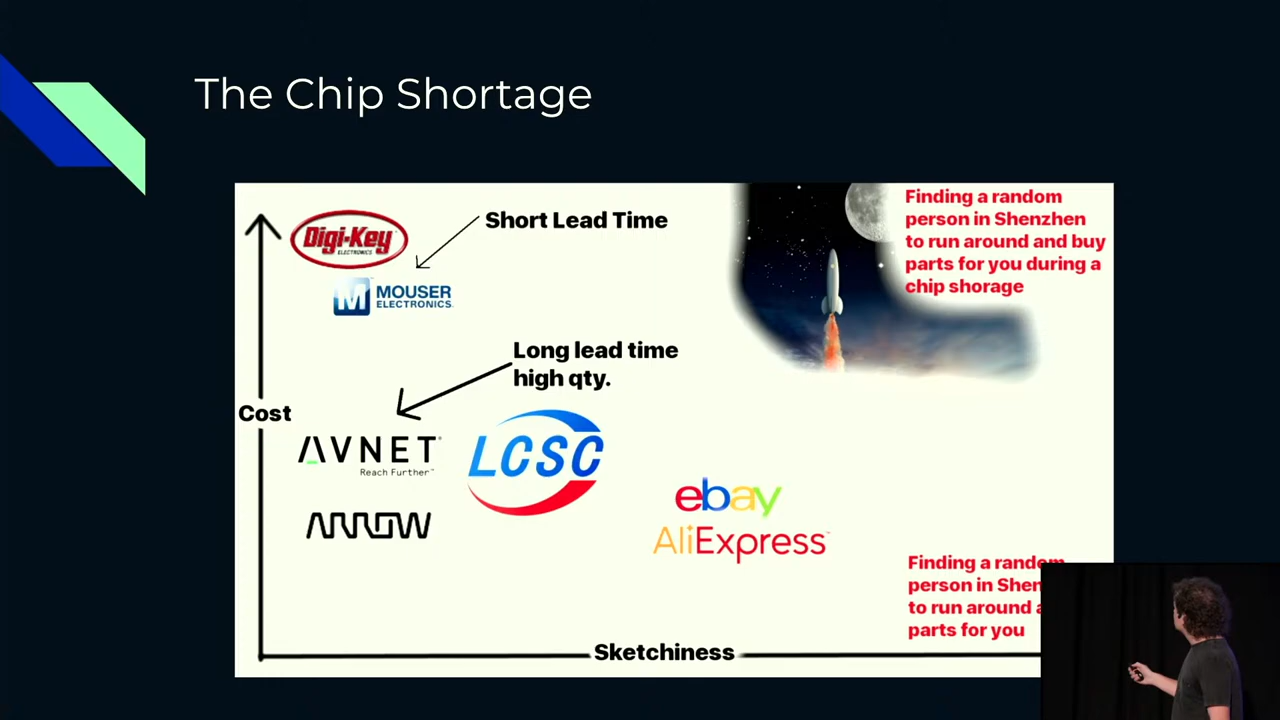 The Chip Shortage
Digi-Key
ELECTRONICS
Short Lead Time
M MOUSER
ELECTRONICS
Finding a random
person in Shenzhen
to run around and buy
parts for you during a
chip shorage
Long lead time
high qty.
Cost
AVNET
Reach Further™
LCSC
ARROW
ebay
AliExpress™
Finding a random
person in Shen
to run around a
parts for you
Sketchiness